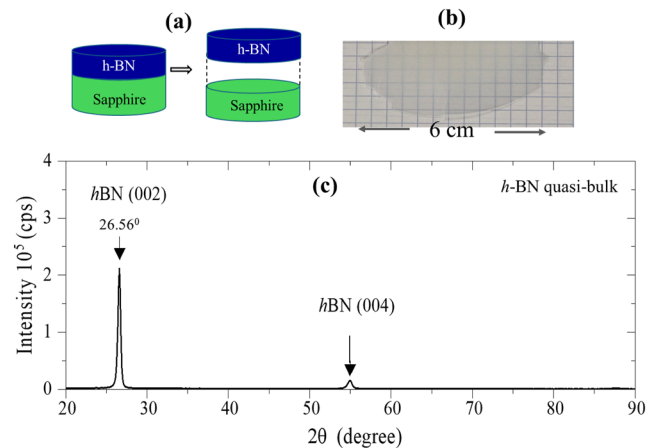 (a)
h-BN
Sapphire
h-BN
Sapphire
(b)
6 cm
(c)
h-BN quasi-bulk
hBN (002)
26.56⁰
hBN (004)
Intensity 10⁵ (cps)
4
3
2
1
0
20 30 40 50 60 70 80 90
2θ (degree)